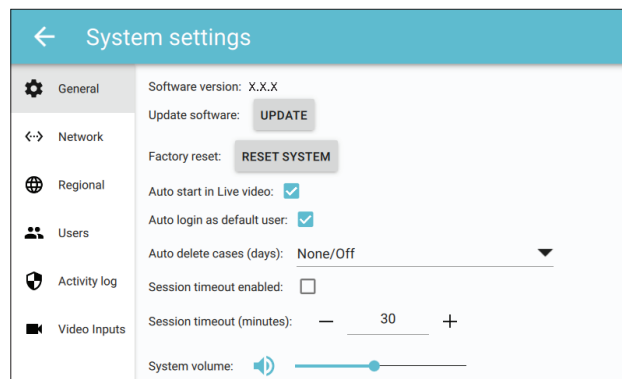 System settings
General
Network
Regional
Users
Activity log
Video Inputs
Software version: X.X.X
Update software: UPDATE
Factory reset: RESET SYSTEM
Auto start in Live video:
Auto login as default user:
Auto delete cases (days): None/Off
Session timeout enabled:
Session timeout (minutes): — 30 +
System volume: